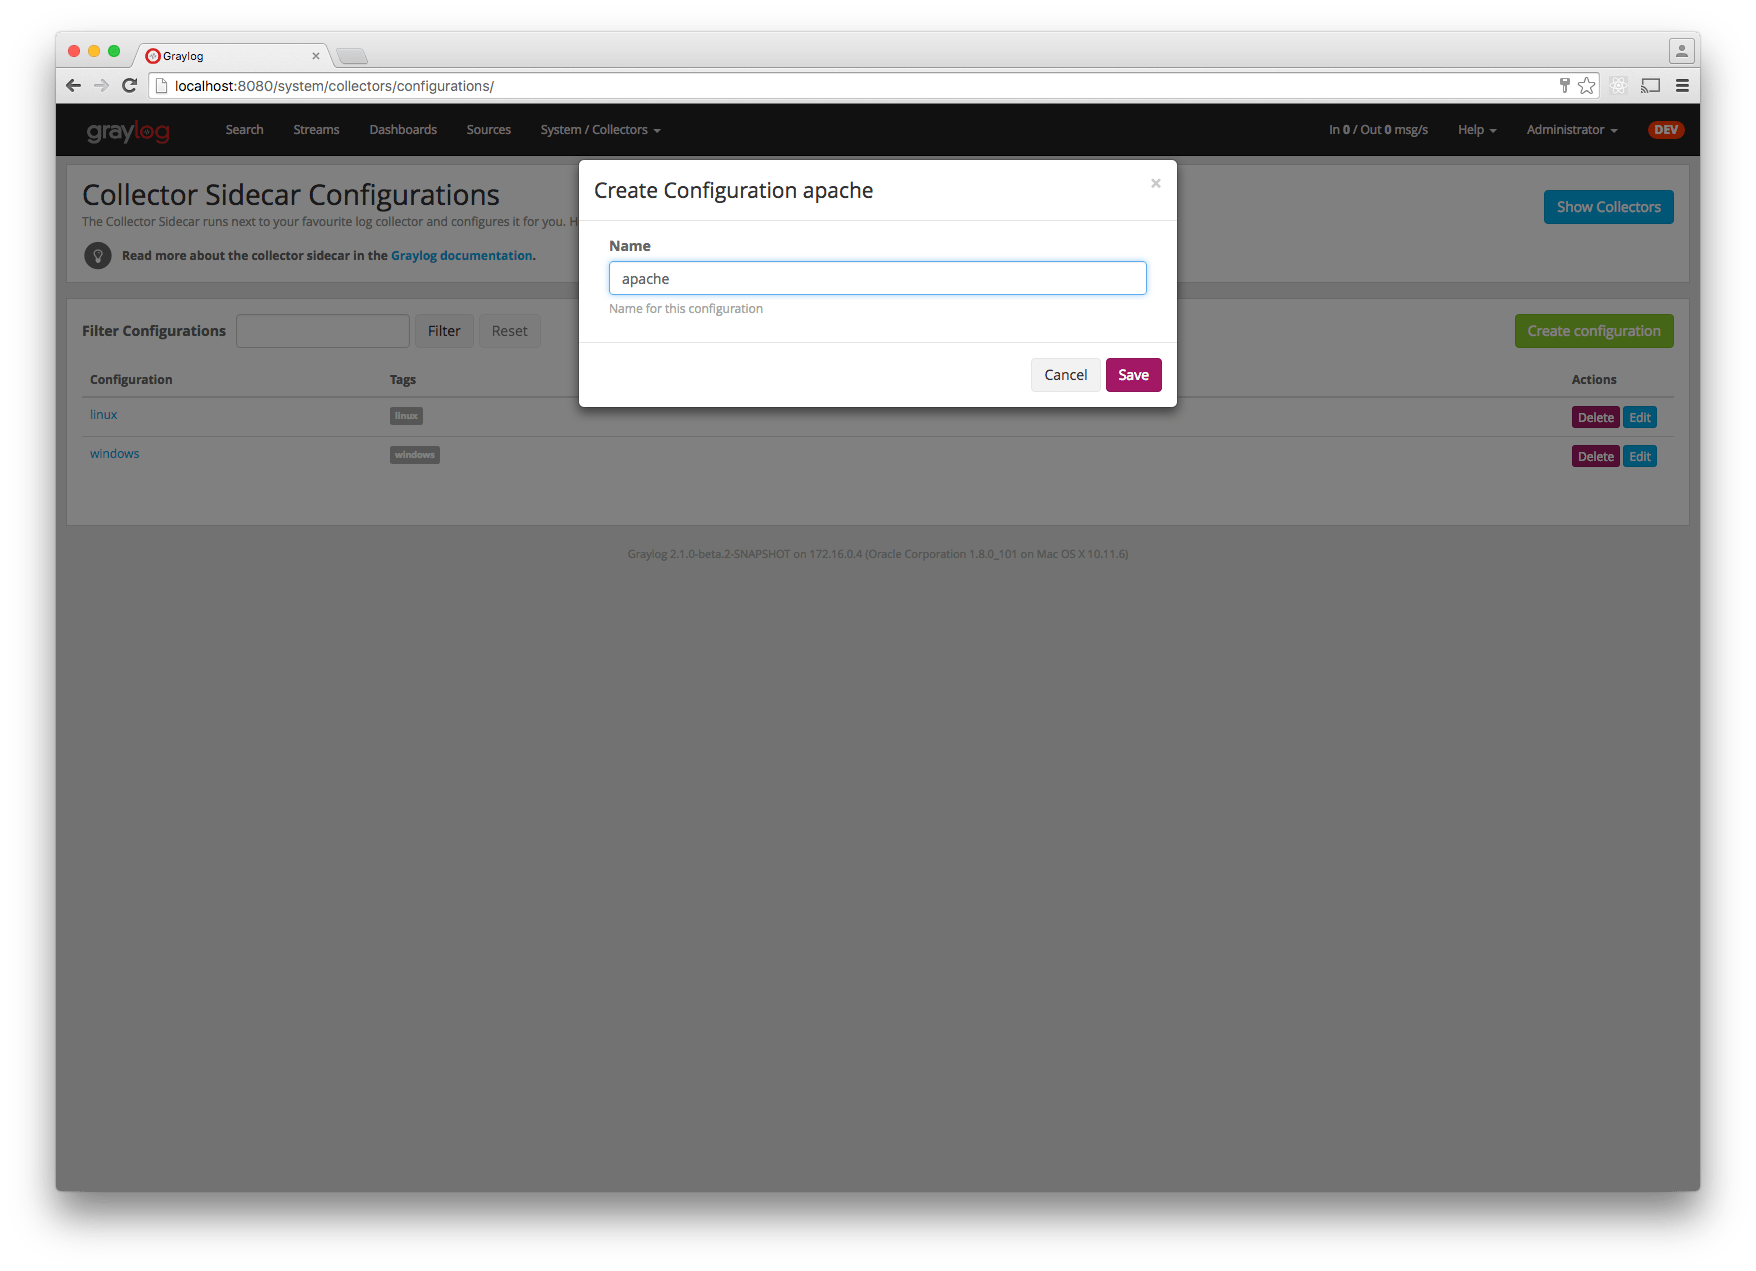 Graylog
localhost:8080/system/collectors/configurations/
graylog Search Streams Dashboards Sources System / Collectors In 0 / Out 0 msg/s Help Administrator DEV
Create Configuration apache ×
Collector Sidecar Configurations
The Collector Sidecar runs next to your favourite log collector and configures it for you. H
Show Collectors
Read more about the collector sidecar in the Graylog documentation.
Name
apache
Name for this configuration
Cancel Save
Filter Configurations Filter Reset Create configuration
Configuration Tags Actions
linux linux Delete Edit
windows windows Delete Edit
Graylog 2.1.0-beta.2-SNAPSHOT on 172.16.0.4 (Oracle Corporation 1.8.0_101 on Mac OS X 10.11.6)